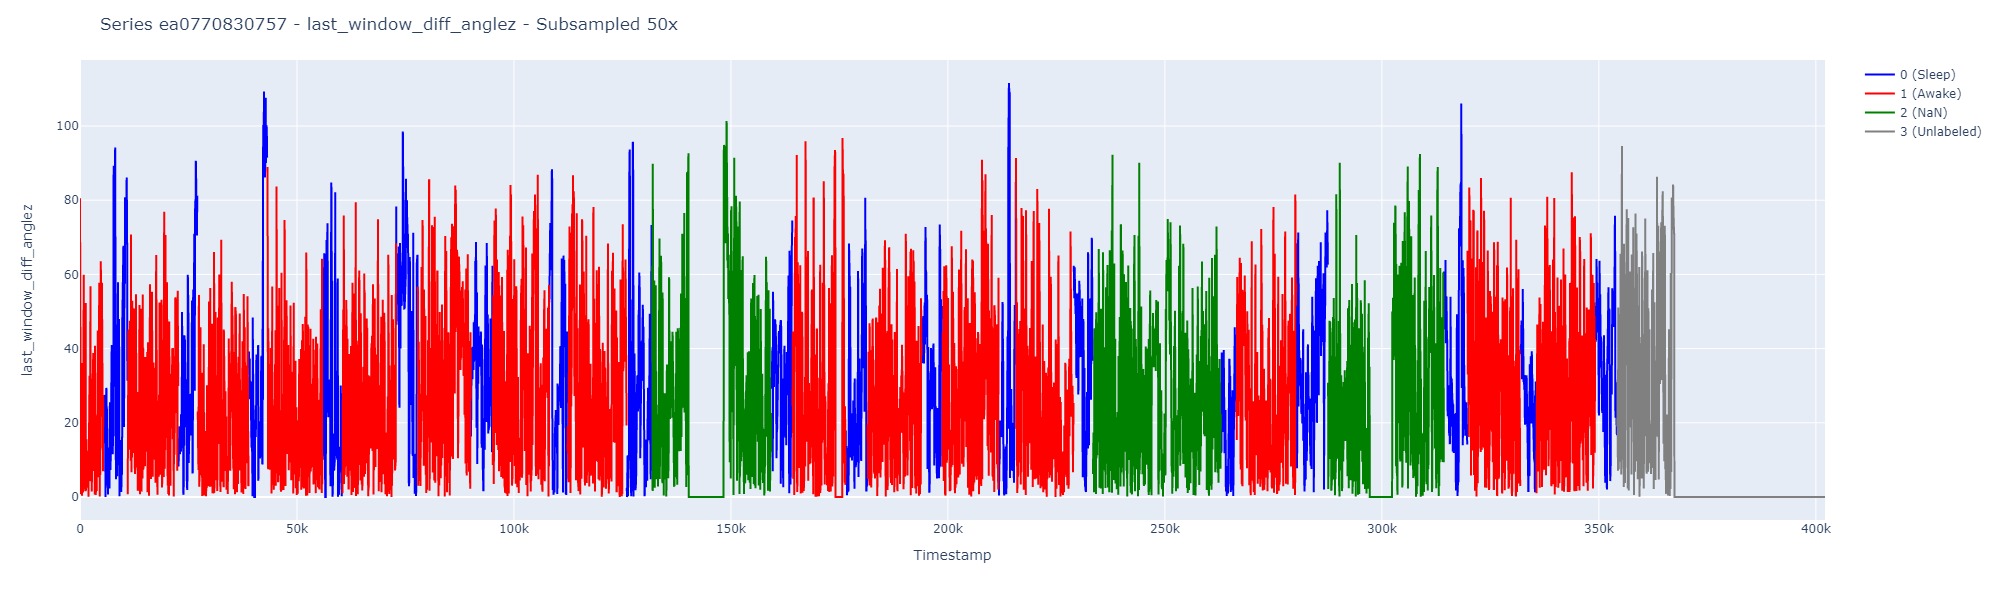 Series ea0770830757 - last_window_diff_anglez - Subsampled 50x
0 (Sleep)
1 (Awake)
2 (NaN)
3 (Unlabeled)
last_window_diff_anglez
100
80
60
40
20
0
0 50k 100k 150k 200k 250k 300k 350k 400k
Timestamp